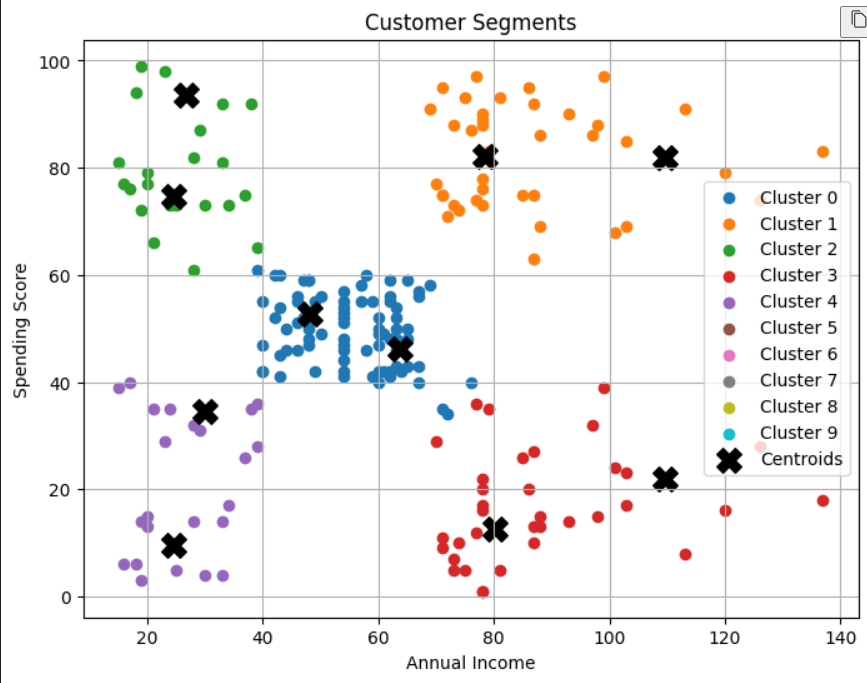 Customer Segments
Spending Score
100
80
60
40
20
0
Cluster 0
Cluster 1
Cluster 2
Cluster 3
Cluster 4
Cluster 5
Cluster 6
Cluster 7
Cluster 8
Cluster 9
Centroids
20 40 60 80 100 120 140
Annual Income